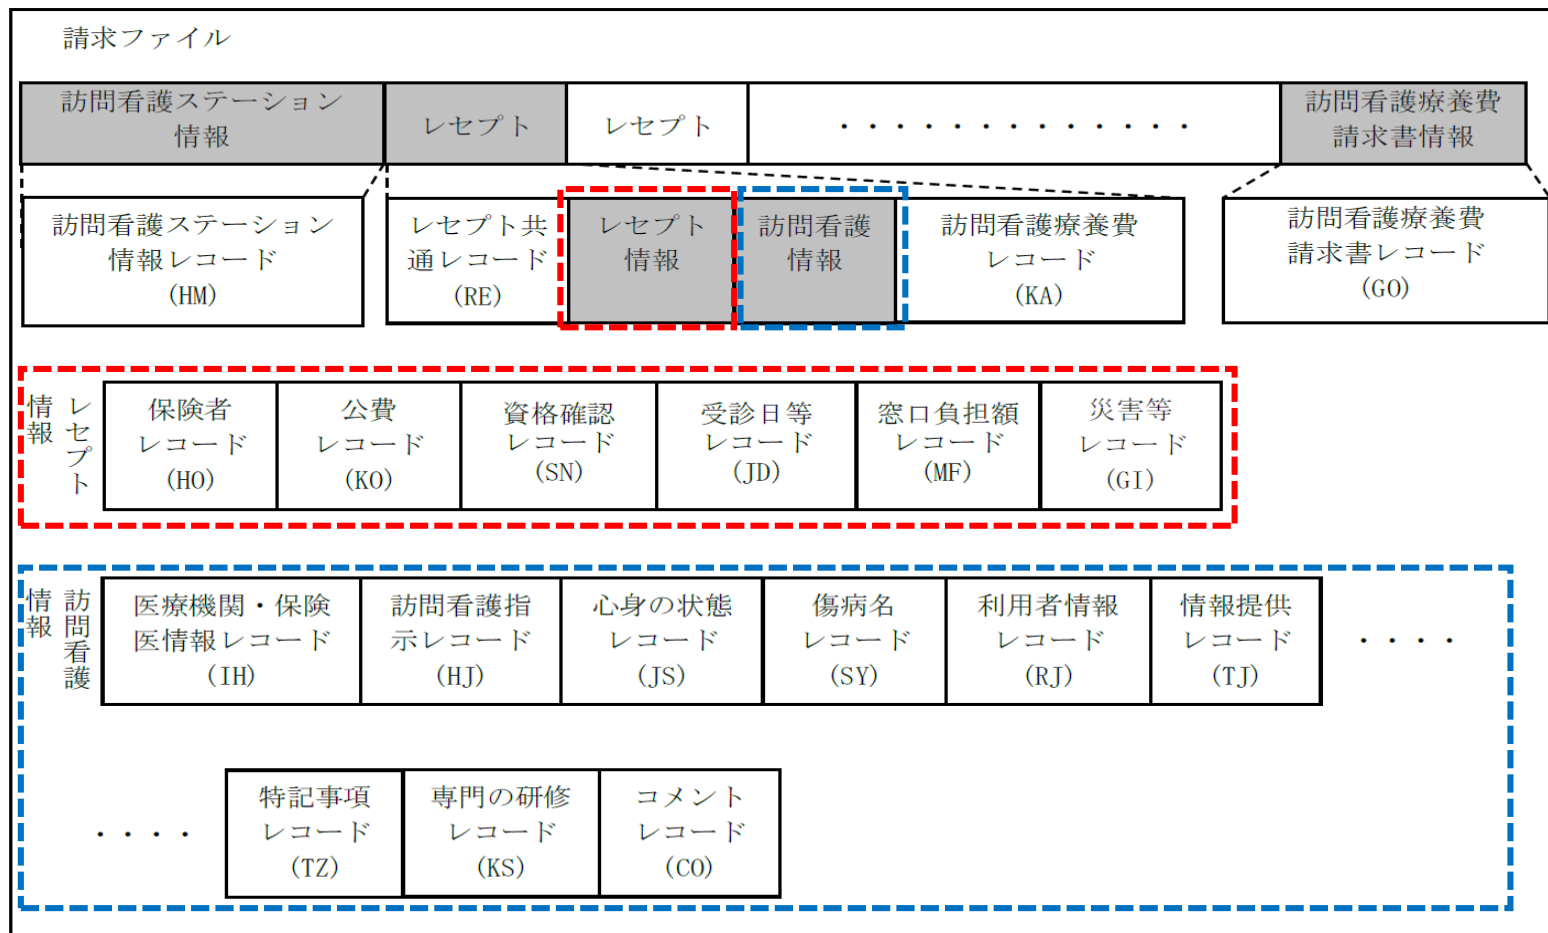 請求ファイル
訪問看護ステーション
情報
レセプト
レセプト
・・・・・・・・・・・・・
訪問看護療養費
請求書情報
訪問看護ステーション
情報レコード
(HM)
レセプト共
通レコード
(RE)
レセプト
情報
訪問看護
情報
訪問看護療養費
レコード
(KA)
訪問看護療養費
請求書レコード
(GO)
レセプト
情報
保険者
レコード
(HO)
公費
レコード
(KO)
資格確認
レコード
(SN)
受診日等
レコード
(JD)
窓口負担額
レコード
(MF)
災害等
レコード
(GI)
訪問看護
情報
医療機関・保険
医情報レコード
(IH)
訪問看護指
示レコード
(HJ)
心身の状態
レコード
(JS)
傷病名
レコード
(SY)
利用者情報
レコード
(RJ)
情報提供
レコード
(TJ)
・・・・
・・・・
特記事項
レコード
(TZ)
専門の研修
レコード
(KS)
コメント
レコード
(CO)